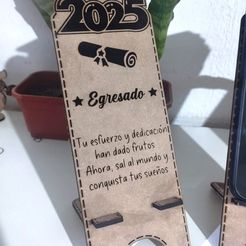 2025
Egresado
Tu esfuerzo y dedicación
han dado frutos
Ahora, sal al mundo y
conquista tus sueños